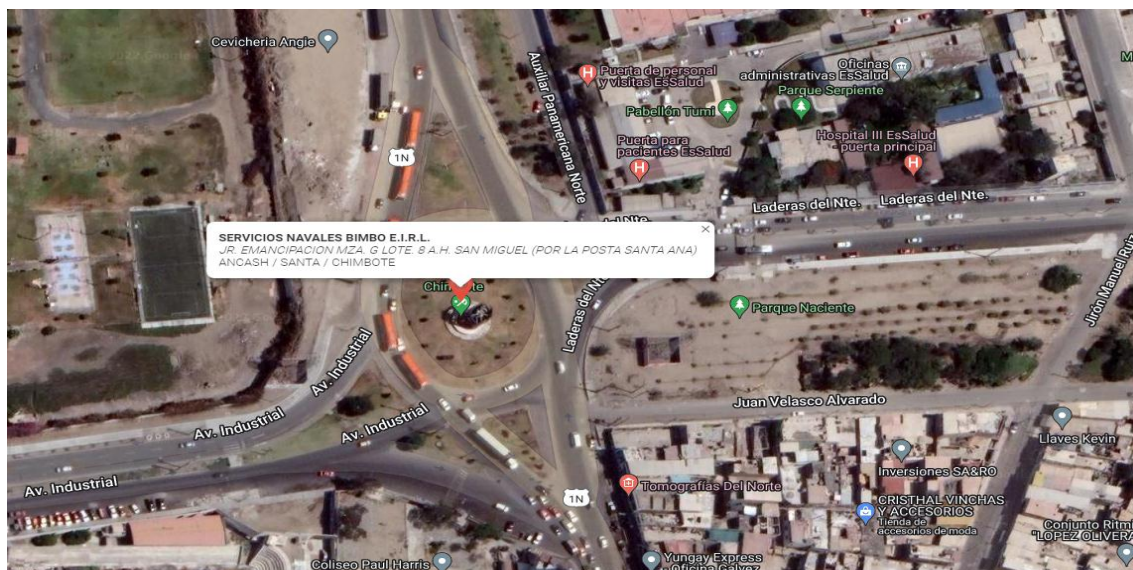 Cevicheria Angie
Auxiliar Panamericana Norte
Puerta de personal
y visitas EsSalud
Oficinas
administrativas EsSalud
Parque Serpiente
Pabellón Tumi
1N
Puerta para
pacientes EsSalud
Hospital III EsSalud
- puerta principal
Laderas del Nte.
Laderas del Nte.
SERVICIOS NAVALES BIMBO E.I.R.L.
JR. EMANCIPACION MZA. G LOTE. 8 A.H. SAN MIGUEL (POR LA POSTA SANTA ANA)
ANCASH / SANTA / CHIMBOTE
Parque Naciente
Jirón Manuel Ruiz
Av. Industrial
Juan Velasco Alvarado
Av. Industrial
Av. Industrial
Llaves Kevin
Av. Industrial
Inversiones SA&RO
Tomografías Del Norte
1N
CRISTHAL VINCHAS
Y ACCESORIOS
Tienda de
accesorios de moda
Coliseo Paul Harris
Yungay Express
- Oficina Galvez